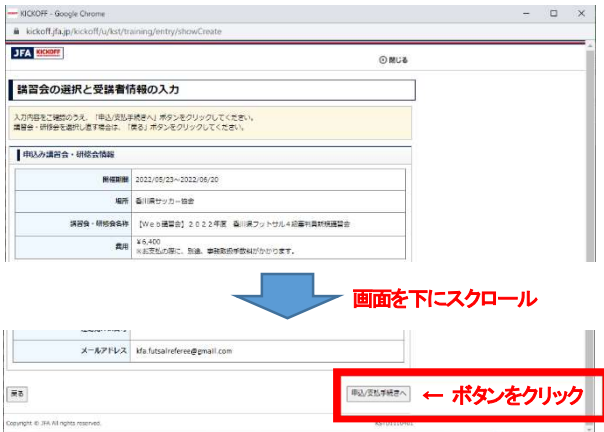 KICKOFF - Google Chrome
kickoff.jfa.jp/kickoff/u/kst/training/entry/showCreate
JFA KICKOFF
閉じる
講習会の選択と受講者情報の入力
入力内容をご確認のうえ、「申込/支払手続きへ」ボタンをクリックしてください。
講習会・研修会を選択し直す場合は、「戻る」ボタンをクリックしてください。
申込み講習会・研修会情報
開催期間 2022/05/23~2022/06/20
場所 香川県サッカー協会
講習会・研修会名称 【Web講習会】2022年度 香川県フットサル4級審判員新規講習会
費用 ¥6,400
※お支払の際に、別途、事務取扱手数料がかかります。
画面を下にスクロール
メールアドレス kfa.futsalreferee@gmail.com
戻る
申込/支払手続きへ
← ボタンをクリック
Copyright © JFA All rights reserved.